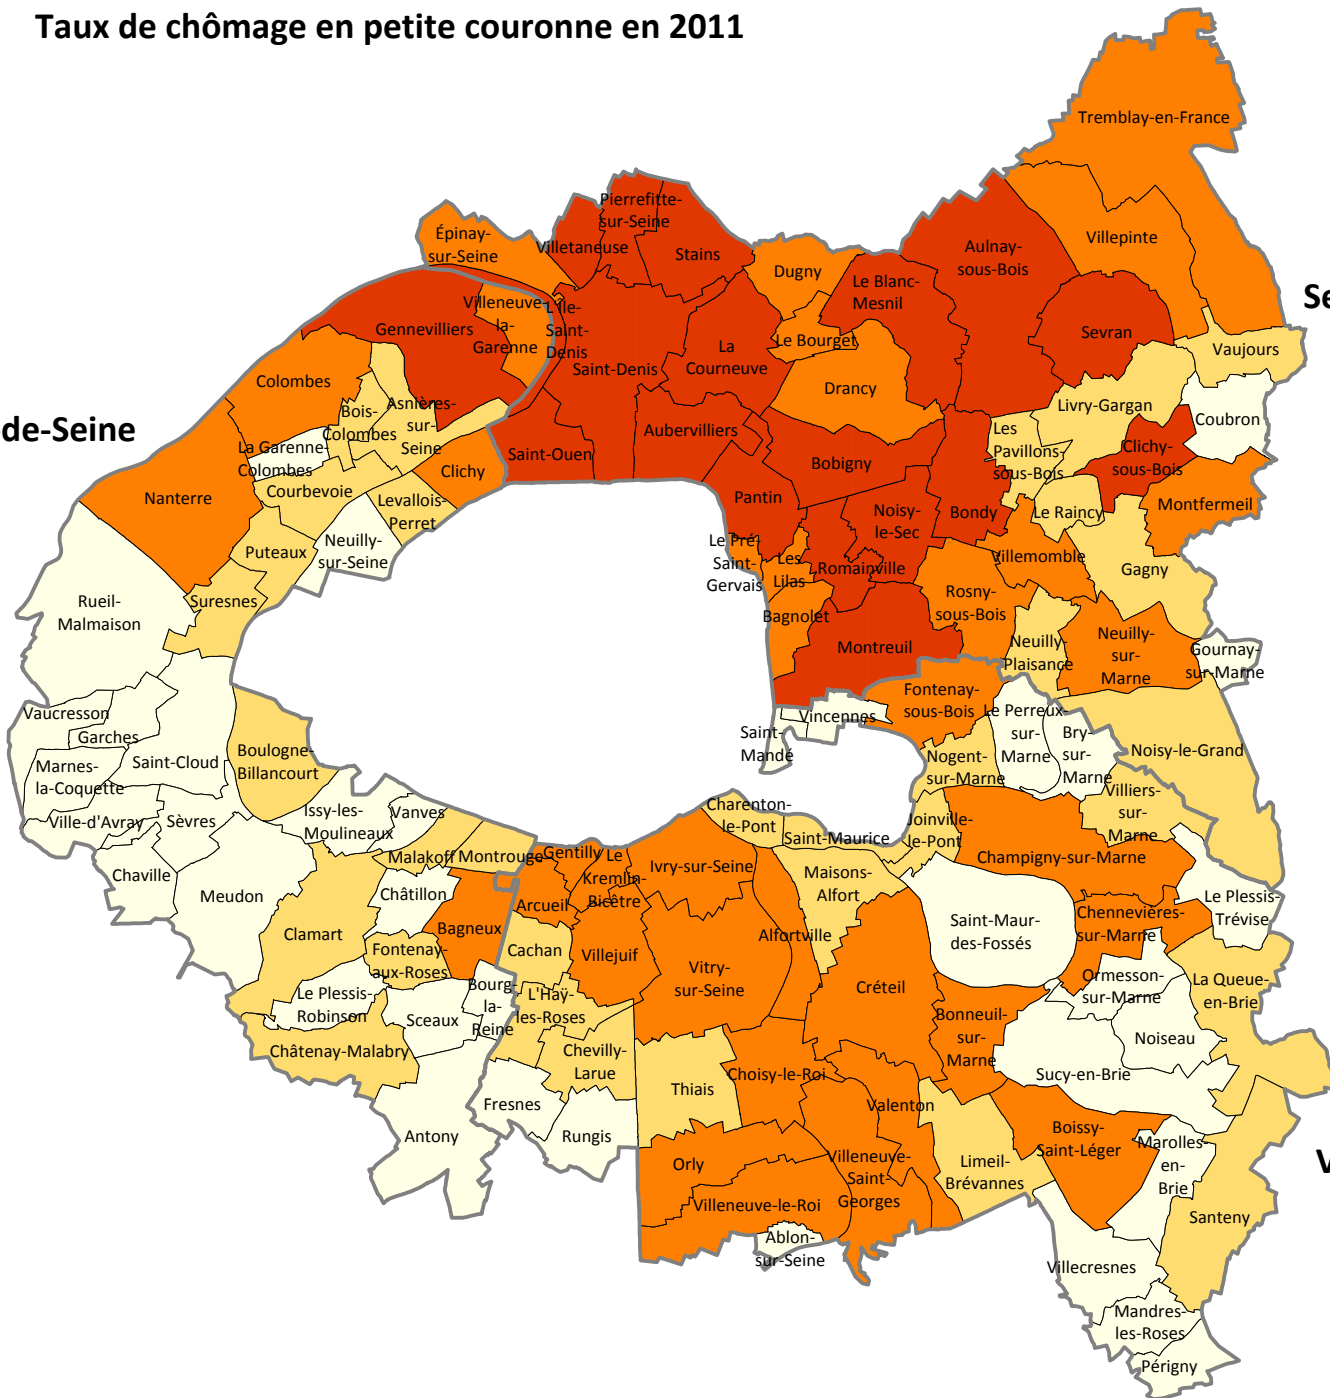 Taux de chômage en petite couronne en 2011
Tremblay-en-France
Pierrefitte-
sur-Seine
Épinay-
sur-Seine
Villetaneuse
Stains
Dugny
Aulnay-
sous-Bois
Villepinte
Le Blanc-
Mesnil
Se
Gennevilliers
Villeneuve-
la-
Garenne
L'Île-
Saint-
Denis
Saint-Denis
La
Courneuve
Le Bourget
Sevran
Vaujours
Colombes
Drancy
Livry-Gargan
Coubron
de-Seine
Bois-
Colombes
Asnières-
sur-
Seine
La Garenne-
Colombes
Clichy
Saint-Ouen
Aubervilliers
Bobigny
Les
Pavillons-
sous-Bois
Clichy-
sous-Bois
Nanterre
Courbevoie
Levallois-
Perret
Pantin
Noisy-
le-Sec
Bondy
Le Raincy
Montfermeil
Puteaux
Neuilly-
sur-Seine
Le Pré-
Saint-
Gervais
Les
Lilas
Romainville
Villemomble
Gagny
Rueil-
Malmaison
Suresnes
Bagnolet
Rosny-
sous-Bois
Montreuil
Neuilly-
Plaisance
Neuilly-
sur-
Marne
Gournay-
sur-Marne
Vaucresson
Garches
Fontenay-
sous-Bois
Vincennes
Saint-
Mandé
Le Perreux-
sur-
Marne
Bry-
sur-
Marne
Noisy-le-Grand
Marnes-
la-Coquette
Saint-Cloud
Boulogne-
Billancourt
Nogent-
sur-Marne
Villiers-
sur-
Marne
Ville-d'Avray
Sèvres
Issy-les-
Moulineaux
Vanves
Charenton-
le-Pont
Saint-Maurice
Joinville-
le-Pont
Chaville
Meudon
Malakoff
Montrouge
Gentilly
Le
Kremlin-
Bicêtre
Ivry-sur-Seine
Maisons-
Alfort
Champigny-sur-Marne
Châtillon
Arcueil
Saint-Maur-
des-Fossés
Chennevières-
sur-Marne
Le Plessis-
Trévise
Clamart
Bagneux
Fontenay-
aux-Roses
Cachan
Villejuif
Vitry-
sur-Seine
Alfortville
Créteil
Ormesson-
sur-Marne
La Queue-
en-Brie
Le Plessis-
Robinson
Sceaux
Bourg-
la-
Reine
L'Haÿ-
les-Roses
Bonneuil-
sur-
Marne
Noiseau
Châtenay-Malabry
Chevilly-
Larue
Thiais
Choisy-le-Roi
Sucy-en-Brie
Fresnes
Rungis
Antony
Valenton
Boissy-
Saint-Léger
Marolles-
en-
Brie
Orly
Villeneuve-
Saint-
Georges
Limeil-
Brévannes
V
Villeneuve-le-Roi
Santeny
Ablon-
sur-Seine
Villecresnes
Mandres-
les-Roses
Périgny